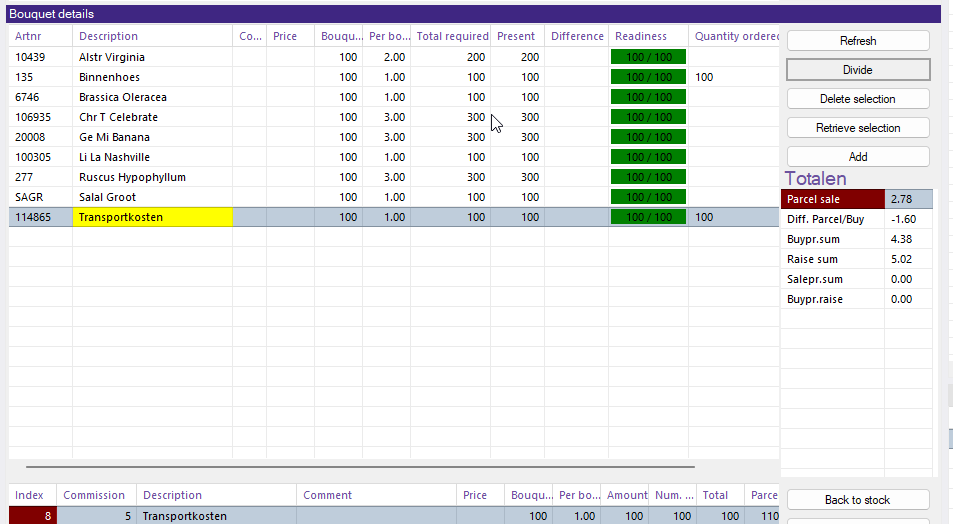 Bouquet details
Artnr Description Co... Price Bouqu... Per bo... Total required Present Difference Readiness Quantity ordered
10439 Alstr Virginia 100 2.00 200 200 100 / 100
135 Binnenhoes 100 1.00 100 100 100 / 100 100
6746 Brassica Oleracea 100 1.00 100 100 100 / 100
106935 Chr T Celebrate 100 3.00 300 300 100 / 100
20008 Ge Mi Banana 100 3.00 300 300 100 / 100
100305 Li La Nashville 100 1.00 100 100 100 / 100
277 Ruscus Hypophyllum 100 3.00 300 300 100 / 100
SAGR Salal Groot 100 1.00 100 100 100 / 100
114865 Transportkosten 100 1.00 100 100 100 / 100 100
Refresh
Divide
Delete selection
Retrieve selection
Add
Totalen
Parcel sale 2.78
Diff. Parcel/Buy -1.60
Buypr.sum 4.38
Raise sum 5.02
Salepr.sum 0.00
Buypr.raise 0.00
Index Commission Description Comment Price Bouqu... Per bo... Amount Num. ... Total Parce
8 5 Transportkosten 100 1.00 100 100 100 110
Back to stock